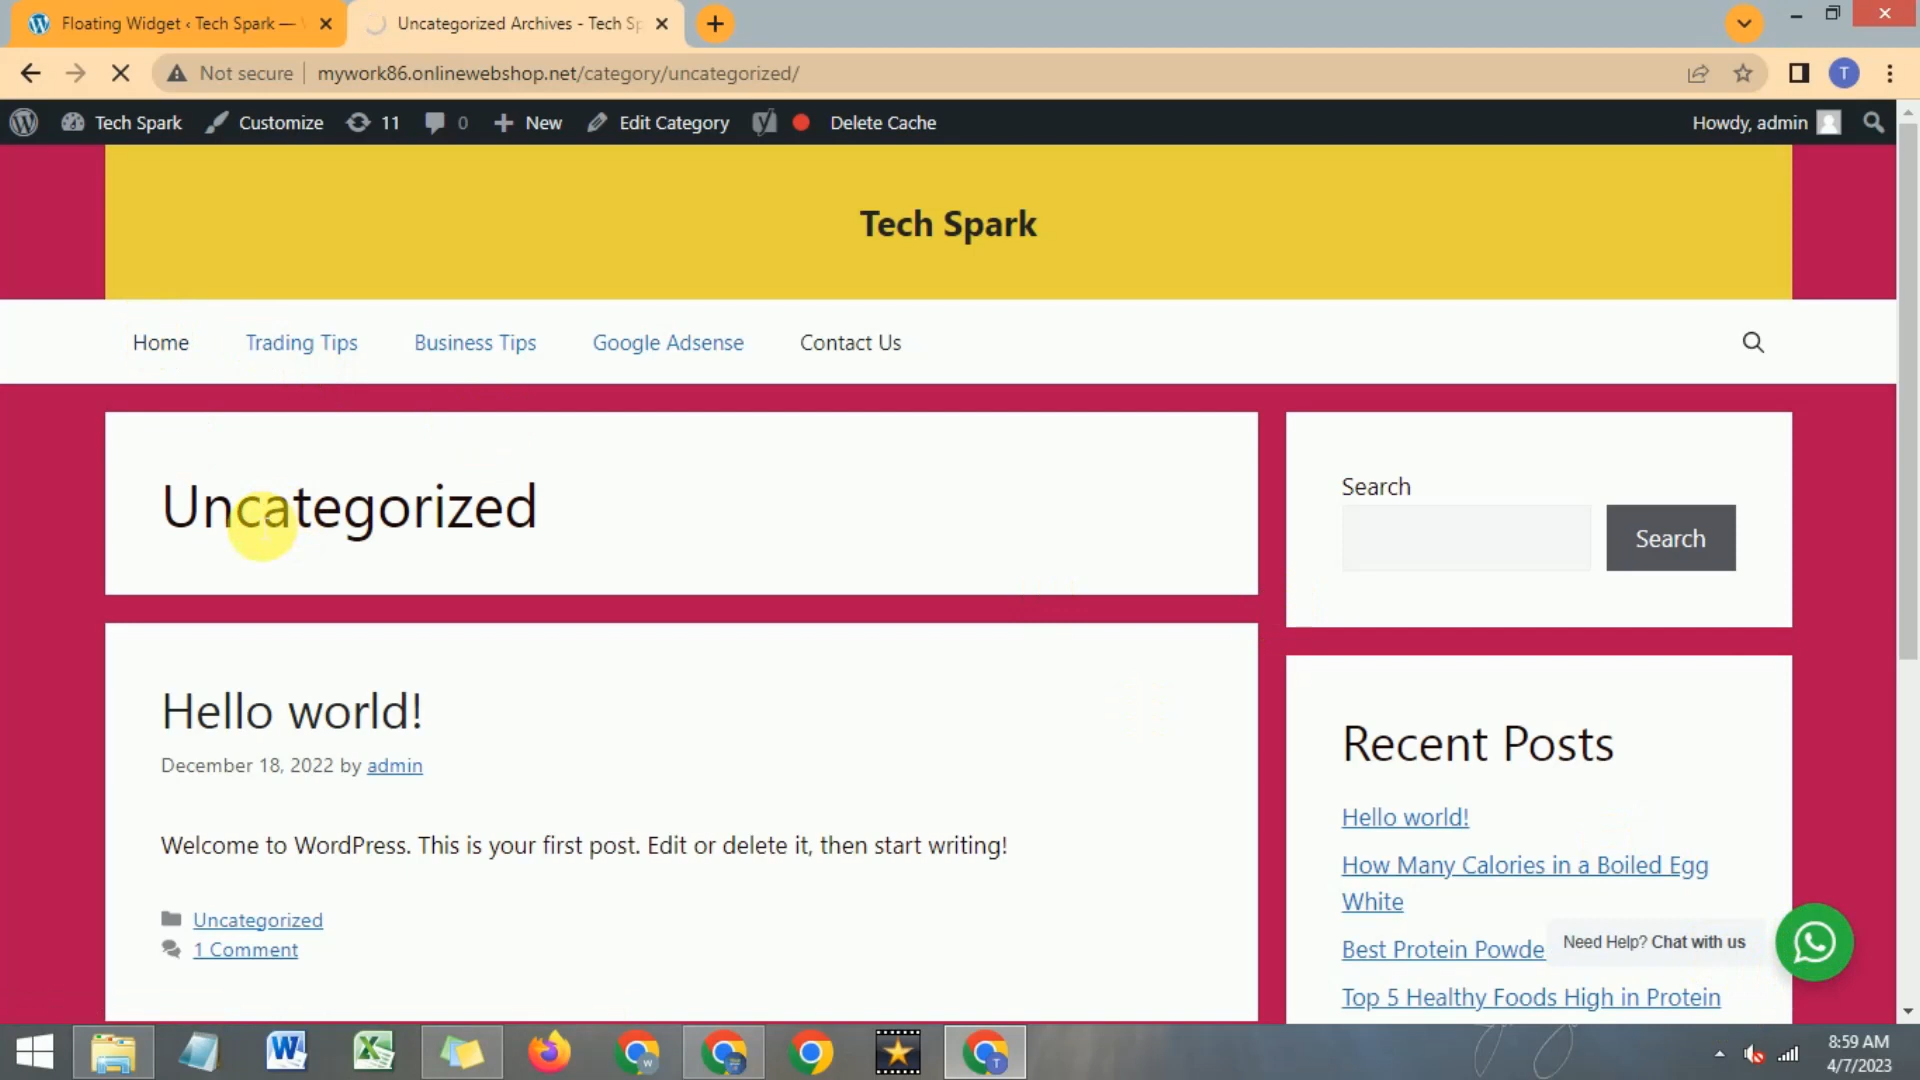 Floating Widget ‹ Tech Spark —
Uncategorized Archives - Tech Sp
Not secure
mywork86.onlinewebshop.net/category/uncategorized/
T
Tech Spark
Customize
11
0
New
Edit Category
Delete Cache
Howdy, admin
Tech Spark
Home
Trading Tips
Business Tips
Google Adsense
Contact Us
Uncategorized
Search
Search
Hello world!
December 18, 2022 by admin
Welcome to WordPress. This is your first post. Edit or delete it, then start writing!
Uncategorized
1 Comment
Recent Posts
Hello world!
How Many Calories in a Boiled Egg
White
Best Protein Powde
Need Help? Chat with us
Top 5 Healthy Foods High in Protein
8:59 AM
4/7/2023